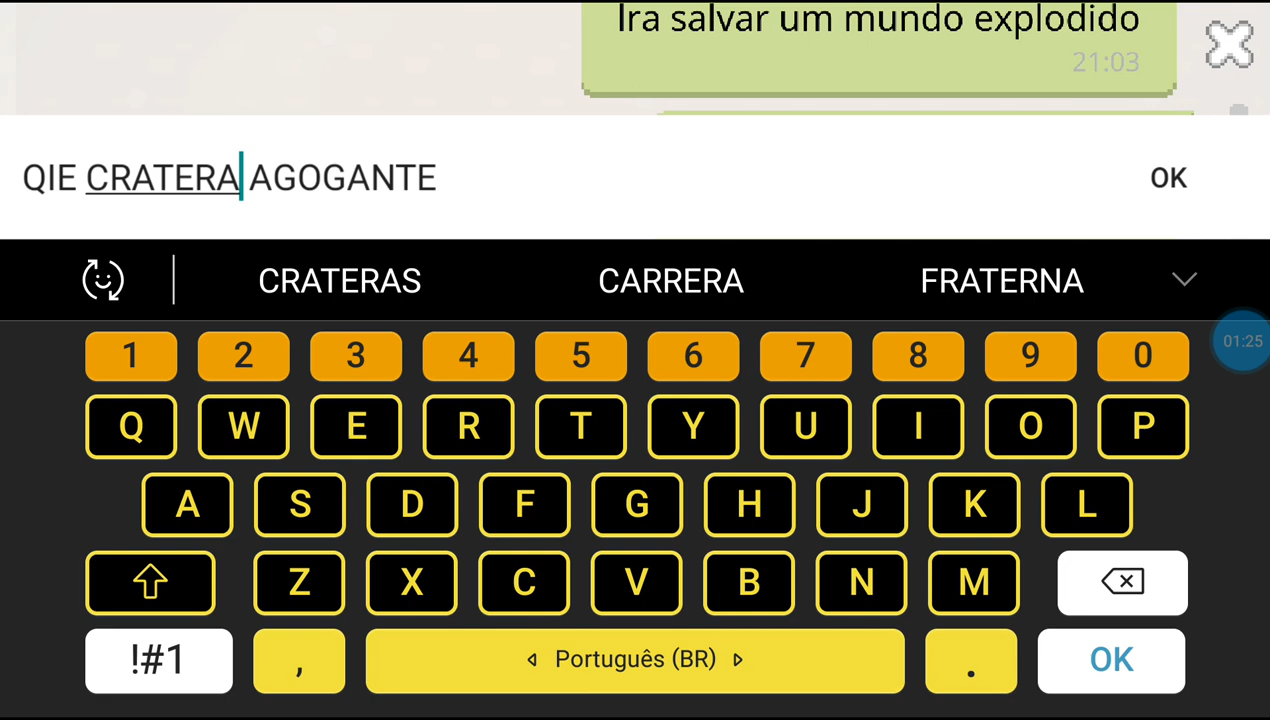 Ira salvar um mundo explodido
21:03
QIE CRATERA AGOGANTE
OK
CRATERAS CARRERA FRATERNA
1 2 3 4 5 6 7 8 9 0
01:25
Q W E R T Y U I O P
A S D F G H J K L
Z X C V B N M
!#1 , Português (BR) . OK